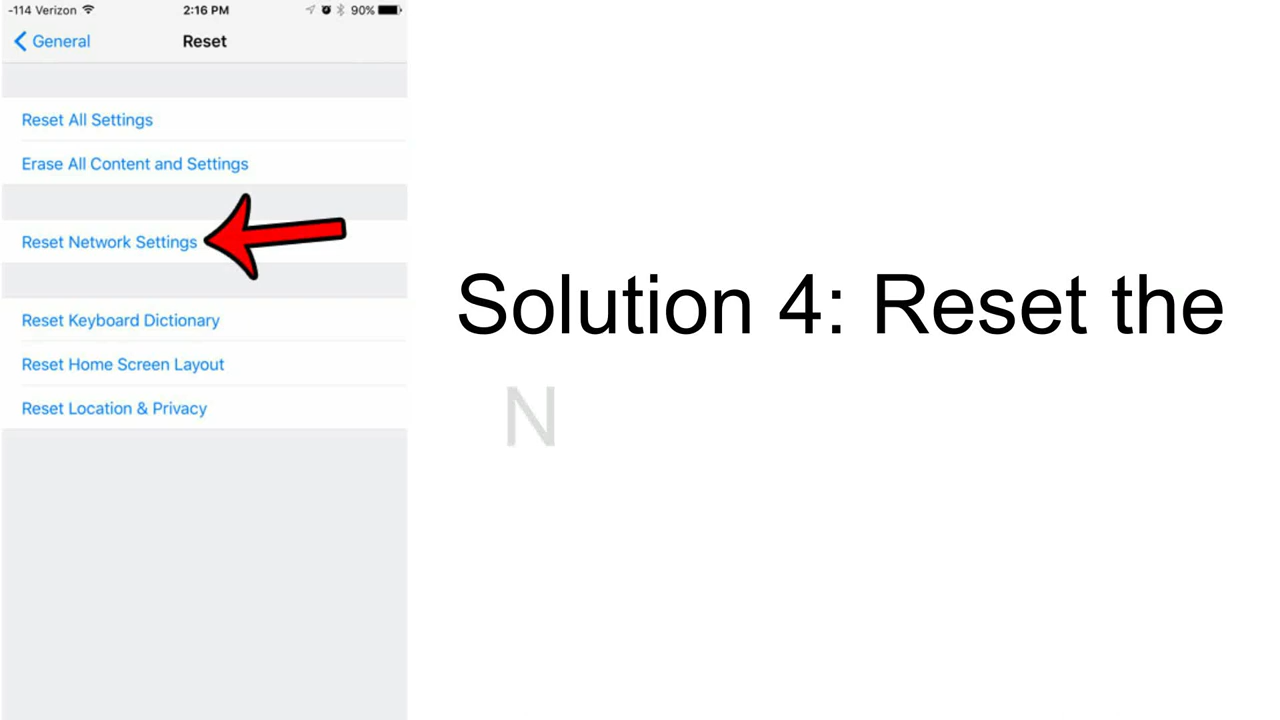 -114 Verizon 2:16 PM 90%
General Reset
Reset All Settings
Erase All Content and Settings
Reset Network Settings
Reset Keyboard Dictionary
Reset Home Screen Layout
Reset Location & Privacy
Solution 4: Reset the
N